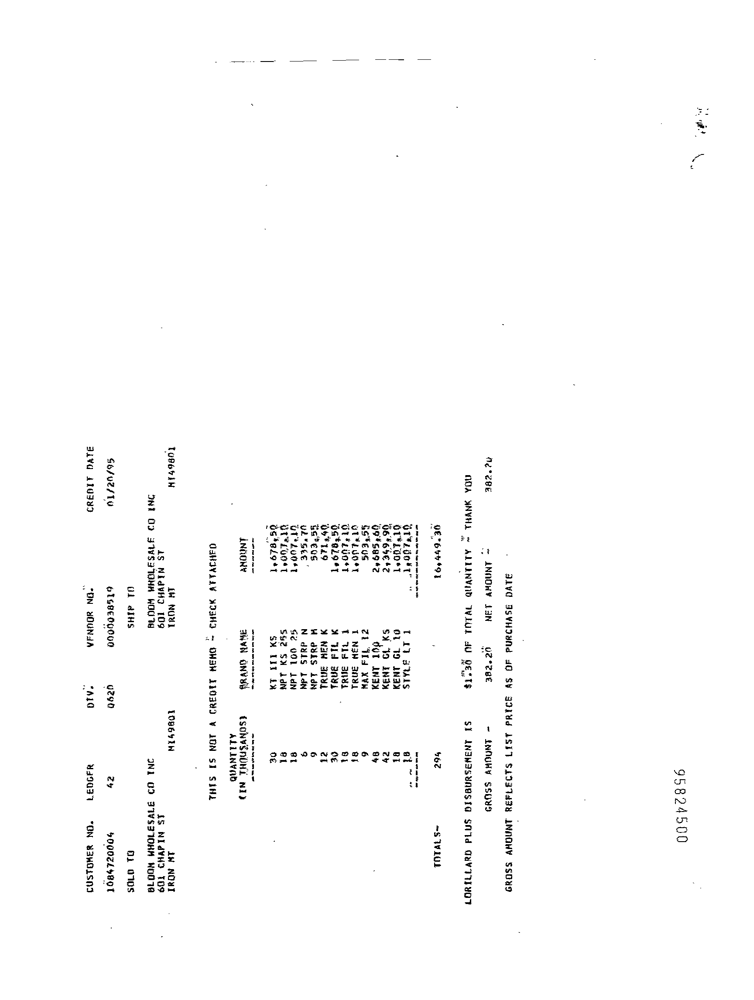 CUSTOMER NO. LEDGER DIV. VENDOR NO. CREDIT DATE
1084720004 42 0620 0000038519 01/20/95
SOLD TO SHIP TO
BLOOM WHOLESALE CO INC BLOOM WHOLESALE CO INC
601 CHAPIN ST 601 CHAPIN ST
IRON MT MI49801 IRON MT MI49801
THIS IS NOT A CREDIT MEMO - CHECK ATTACHED
QUANTITY
(IN THOUSANDS) BRAND NAME AMOUNT
-------- ---------- ------
30 KT III KS 1,678.50
18 NPT KS 25S 1,007.10
18 NPT 100 25 1,007.10
6 NPT STRP N 335.70
9 NPT STRP M 503.55
12 TRUE MEN K 671.40
30 TRUE FIL K 1,678.50
18 TRUE FIL 1 1,007.10
18 TRUE MEN 1 1,007.10
9 MAX FIL 12 503.55
48 KENT 100 2,685.60
42 KENT GL KS 2,349.90
18 KENT GL 10 1,007.10
18 STYLE LT 1 1,007.10
TOTALS- 294 16,449.30
LORILLARD PLUS DISBURSEMENT IS $1.30 OF TOTAL QUANTITY - THANK YOU
GROSS AMOUNT - 382.20 NET AMOUNT - 382.20
GROSS AMOUNT REFLECTS LIST PRICE AS OF PURCHASE DATE
95824500